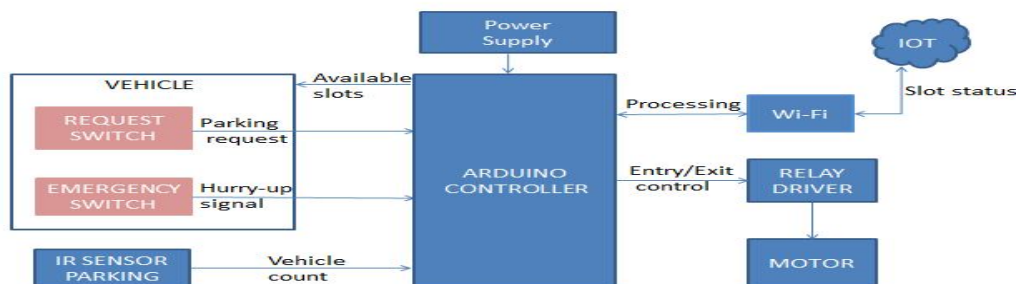 Power
Supply
IOT
VEHICLE
Available
slots
Slot status
REQUEST
SWITCH
Parking
request
Processing
Wi-Fi
ARDUINO
CONTROLLER
EMERGENCY
SWITCH
Hurry-up
signal
Entry/Exit
control
RELAY
DRIVER
IR SENSOR
PARKING
Vehicle
count
MOTOR